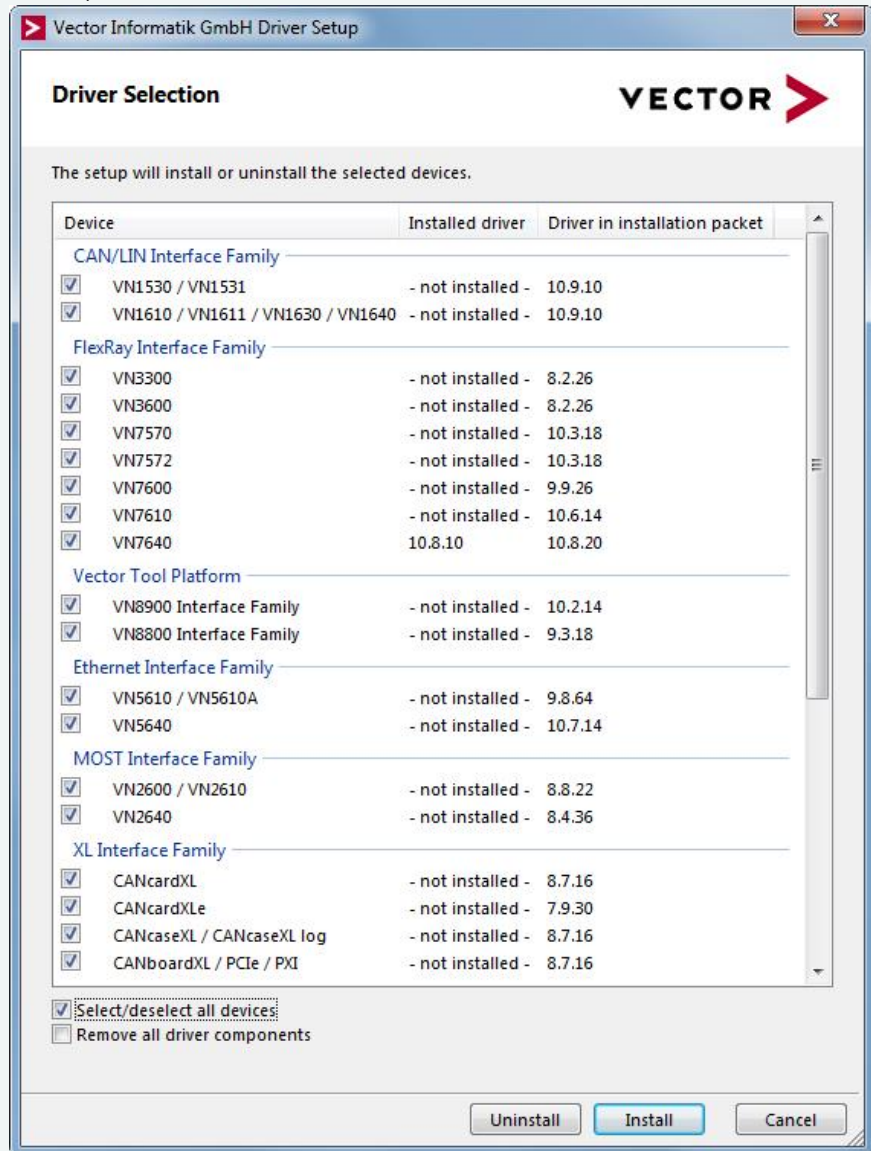 Vector Informatik GmbH Driver Setup
Driver Selection
VECTOR
The setup will install or uninstall the selected devices.
Device Installed driver Driver in installation packet
CAN/LIN Interface Family
VN1530 / VN1531 - not installed - 10.9.10
VN1610 / VN1611 / VN1630 / VN1640 - not installed - 10.9.10
FlexRay Interface Family
VN3300 - not installed - 8.2.26
VN3600 - not installed - 8.2.26
VN7570 - not installed - 10.3.18
VN7572 - not installed - 10.3.18
VN7600 - not installed - 9.9.26
VN7610 - not installed - 10.6.14
VN7640 10.8.10 10.8.20
Vector Tool Platform
VN8900 Interface Family - not installed - 10.2.14
VN8800 Interface Family - not installed - 9.3.18
Ethernet Interface Family
VN5610 / VN5610A - not installed - 9.8.64
VN5640 - not installed - 10.7.14
MOST Interface Family
VN2600 / VN2610 - not installed - 8.8.22
VN2640 - not installed - 8.4.36
XL Interface Family
CANcardXL - not installed - 8.7.16
CANcardXLe - not installed - 7.9.30
CANcaseXL / CANcaseXL log - not installed - 8.7.16
CANboardXL / PCIe / PXI - not installed - 8.7.16
Select/deselect all devices
Remove all driver components
Uninstall Install Cancel